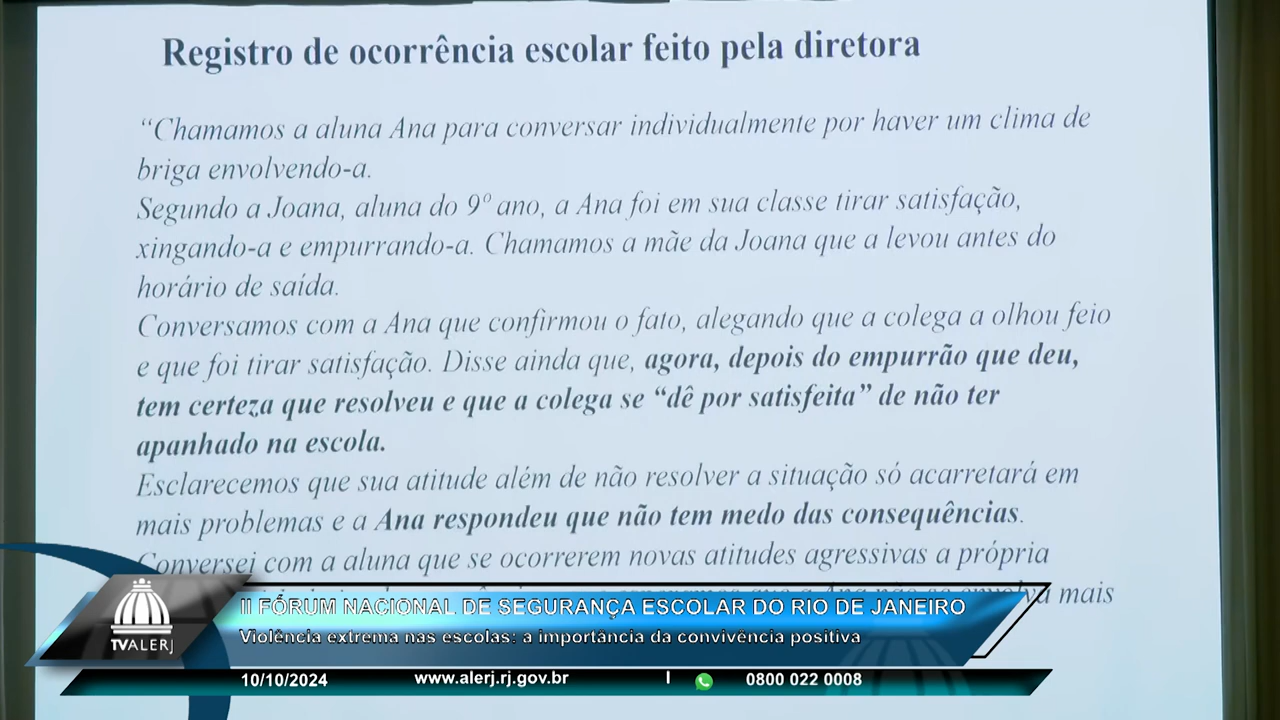 Registro de ocorrência escolar feito pela diretora
“Chamamos a aluna Ana para conversar individualmente por haver um clima de
briga envolvendo-a.
Segundo a Joana, aluna do 9º ano, a Ana foi em sua classe tirar satisfação,
xingando-a e empurrando-a. Chamamos a mãe da Joana que a levou antes do
horário de saída.
Conversamos com a Ana que confirmou o fato, alegando que a colega a olhou feio
e que foi tirar satisfação. Disse ainda que, agora, depois do empurrão que deu,
tem certeza que resolveu e que a colega se “dê por satisfeita” de não ter
apanhado na escola.
Esclarecemos que sua atitude além de não resolver a situação só acarretará em
mais problemas e a Ana respondeu que não tem medo das consequências.
Conversei com a aluna que se ocorrerem novas atitudes agressivas a própria
que a Ana não se envolva mais
II FÓRUM NACIONAL DE SEGURANÇA ESCOLAR DO RIO DE JANEIRO
Violência extrema nas escolas: a importância da convivência positiva
TVALERJ
10/10/2024 www.alerj.rj.gov.br | 0800 022 0008